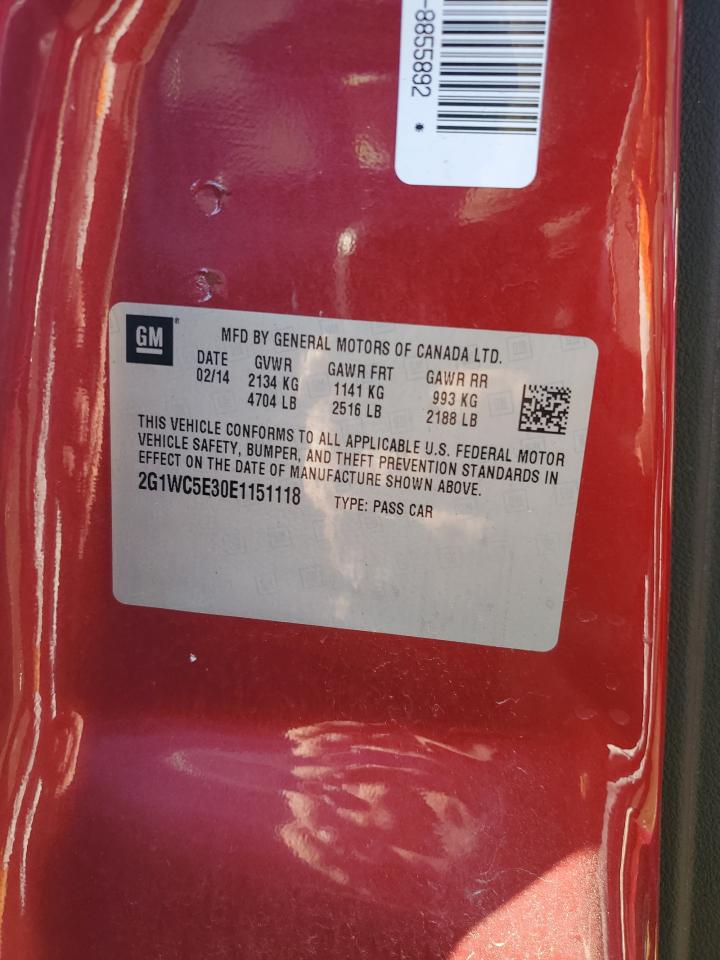 -8855892 *
GM
MFD BY GENERAL MOTORS OF CANADA LTD.
DATE GVWR GAWR FRT GAWR RR
02/14 2134 KG 1141 KG 993 KG
4704 LB 2516 LB 2188 LB
THIS VEHICLE CONFORMS TO ALL APPLICABLE U.S. FEDERAL MOTOR
VEHICLE SAFETY, BUMPER, AND THEFT PREVENTION STANDARDS IN
EFFECT ON THE DATE OF MANUFACTURE SHOWN ABOVE.
2G1WC5E30E1151118 TYPE: PASS CAR